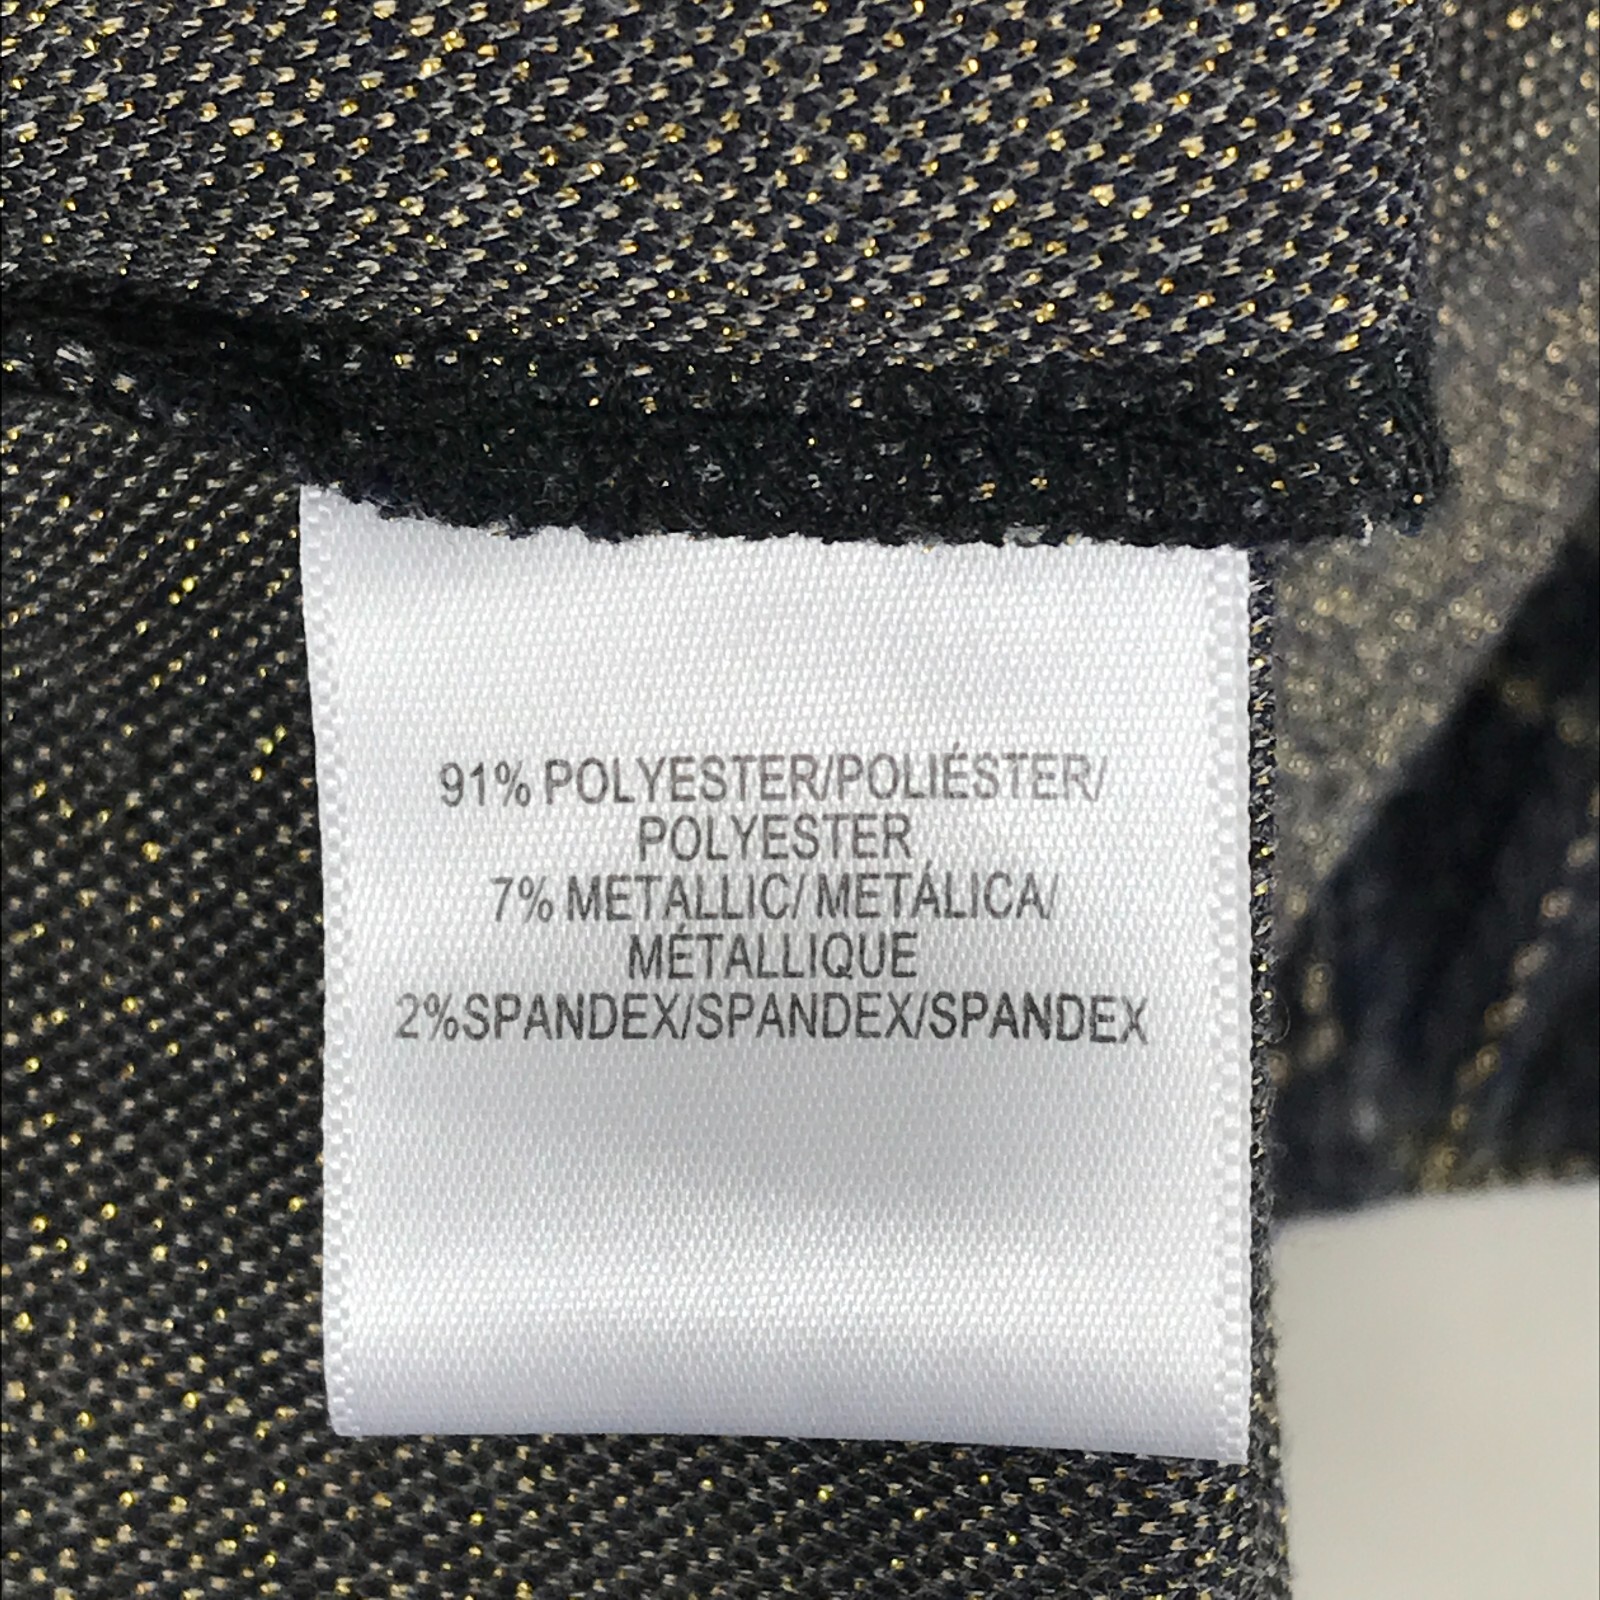 91% POLYESTER/POLIÉSTER/
POLYESTER
7% METALLIC/ METÁLICA/
MÉTALLIQUE
2%SPANDEX/SPANDEX/SPANDEX